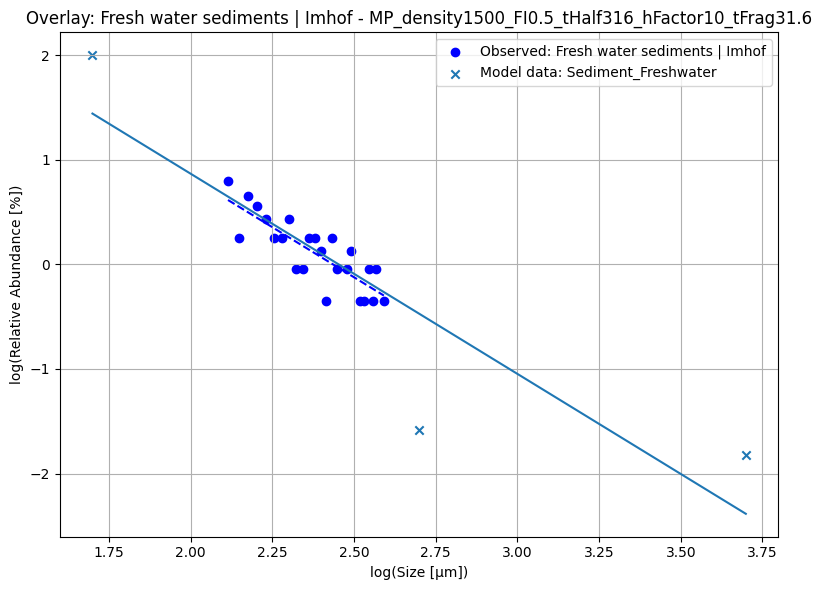 Overlay: Fresh water sediments | Imhof - MP_density1500_FI0.5_tHalf316_hFactor10_tFrag31.6
Observed: Fresh water sediments | Imhof
Model data: Sediment_Freshwater
log(Relative Abundance [%])
2
1
0
−1
−2
1.75 2.00 2.25 2.50 2.75 3.00 3.25 3.50 3.75
log(Size [μm])